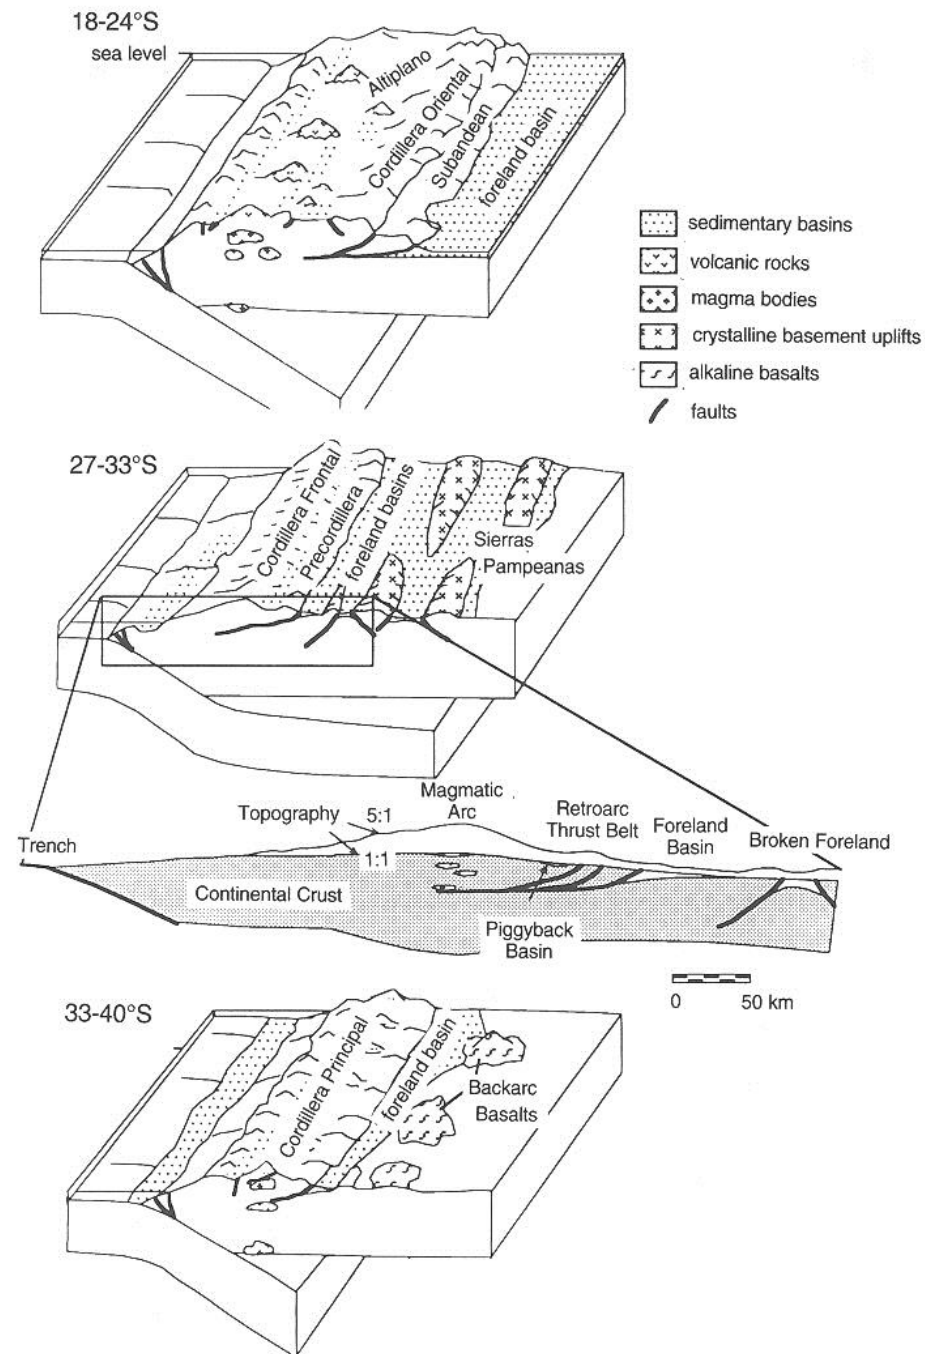 18-24°S
sea level
Altiplano
Cordillera Oriental
Subandean
foreland basin
sedimentary basins
volcanic rocks
magma bodies
crystalline basement uplifts
alkaline basalts
faults
27-33°S
Cordillera Frontal
Precordillera
foreland basins
Sierras
Pampeanas
Magmatic
Arc
Topography
5:1
1:1
Retroarc
Thrust Belt
Foreland
Basin
Broken Foreland
Trench
Continental Crust
Piggyback
Basin
0 50 km
33-40°S
Cordillera Principal
foreland basin
Backarc
Basalts